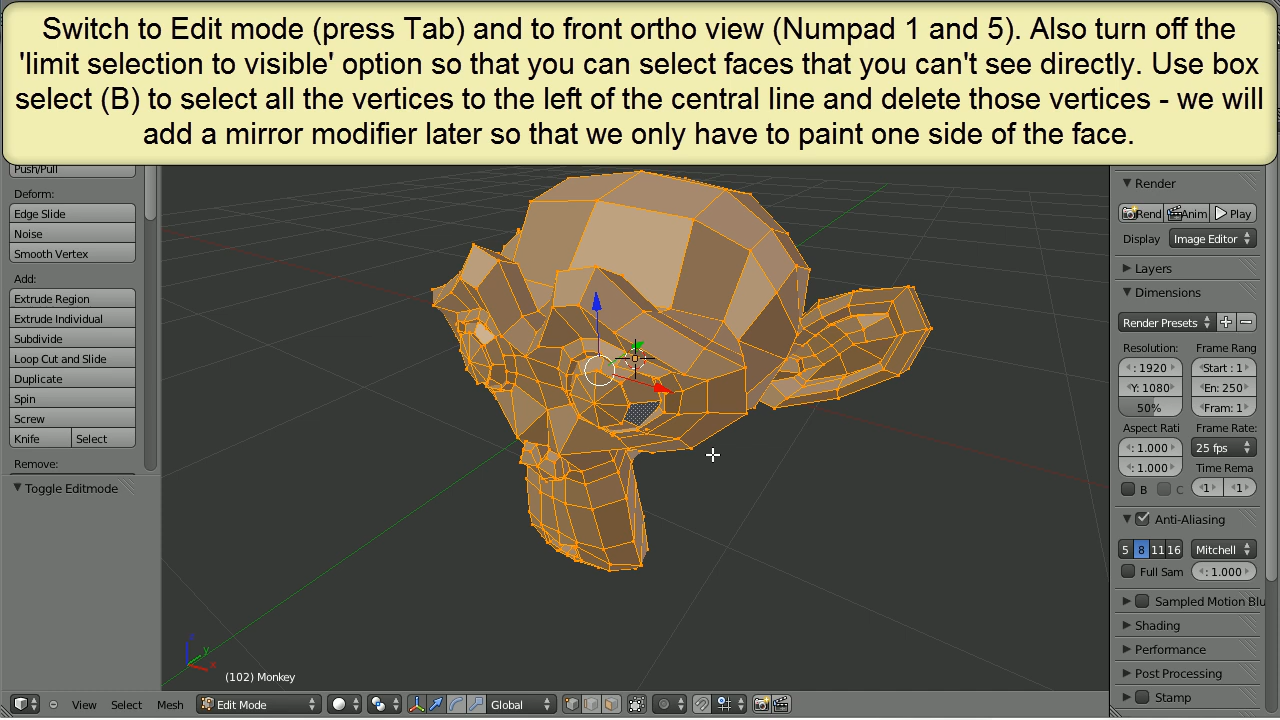 Switch to Edit mode (press Tab) and to front ortho view (Numpad 1 and 5). Also turn off the
'limit selection to visible' option so that you can select faces that you can't see directly. Use box
select (B) to select all the vertices to the left of the central line and delete those vertices - we will
add a mirror modifier later so that we only have to paint one side of the face.
Push/Pull
Deform:
Edge Slide
Noise
Smooth Vertex
Add:
Extrude Region
Extrude Individual
Subdivide
Loop Cut and Slide
Duplicate
Spin
Screw
Knife Select
Remove:
Toggle Editmode
z
y
x
(102) Monkey
View Select Mesh Edit Mode Global
Render
Rend Anim Play
Display Image Editor
Layers
Dimensions
Render Presets
Resolution: Frame Rang
: 1920 Start : 1
Y: 1080 En: 250
50% Fram: 1
Aspect Rati Frame Rate:
: 1.000 25 fps
: 1.000 Time Rema
B C 1 1
Anti-Aliasing
5 8 11 16 Mitchell
Full Sam : 1.000
Sampled Motion Blu
Shading
Performance
Post Processing
Stamp